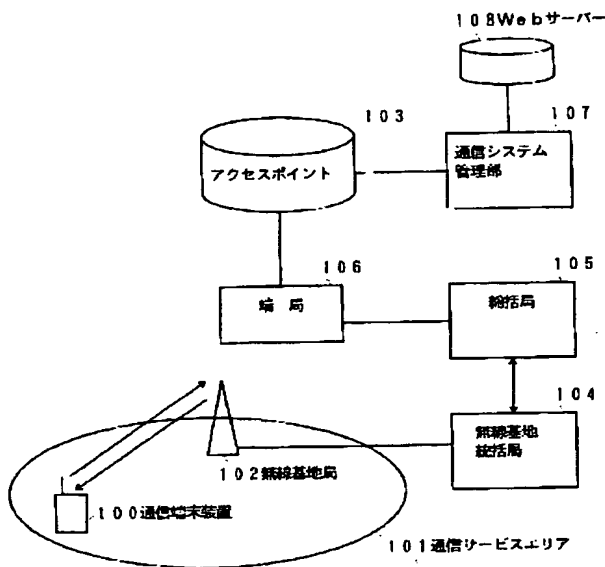 108Webサーバー
103
107
アクセスポイント
通信システム
管理部
106
105
端 局
総括局
104
無線基地
統括局
102無線基地局
100通信端末装置
101通信サービスエリア